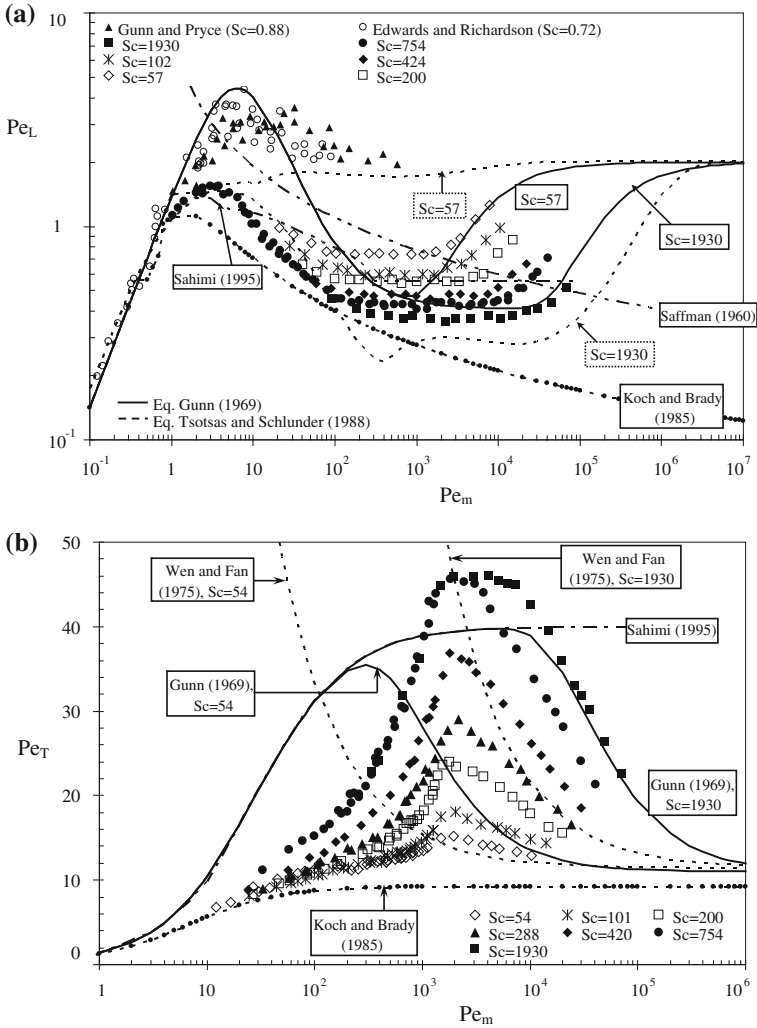 (a)
10
▲ Gunn and Pryce (Sc=0.88)
■ Sc=1930
Sc=102
◇ Sc=57
○ Edwards and Richardson (Sc=0.72)
● Sc=754
◆ Sc=424
□ Sc=200
Pe_L
Sc=57
Sc=57
1
Sc=1930
Sahimi (1995)
Saffman (1960)
Sc=1930
Koch and Brady
(1985)
Eq. Gunn (1969)
Eq. Tsotsas and Schlunder (1988)
10^-1
10^-1 1 10 10^2 10^3 10^4 10^5 10^6 10^7
Pe_m
(b)
50
Wen and Fan
(1975), Sc=54
Wen and Fan
(1975), Sc=1930
40
Sahimi (1995)
Gunn (1969),
Sc=54
30
Pe_T
20
Gunn (1969),
Sc=1930
10
Koch and Brady
(1985)
◇ Sc=54
Sc=101
□ Sc=200
▲ Sc=288
◆ Sc=420
● Sc=754
■ Sc=1930
0
1 10 10^2 10^3 10^4 10^5 10^6
Pe_m